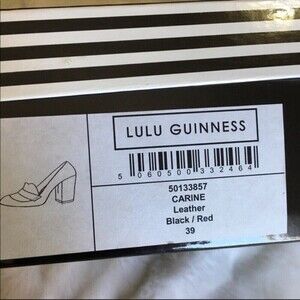 LULU GUINNESS
5 060500 332464
50133857
CARINE
Leather
Black / Red
39